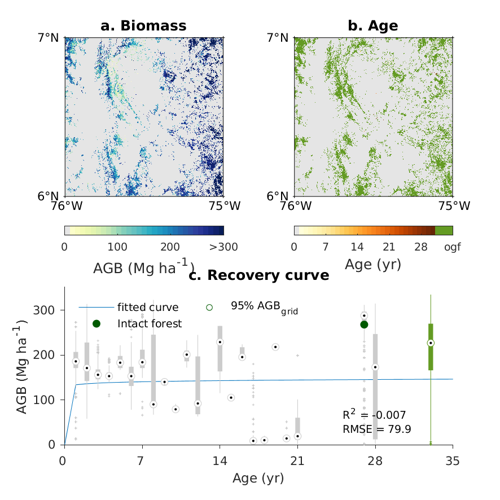 a. Biomass
b. Age
7°N
7°N
6°N
6°N
76°W
75°W
76°W
75°W
0
100
200
>300
AGB (Mg ha⁻¹)
0
7
14
21
28
ogf
Age (yr)
c. Recovery curve
fitted curve
95% AGB_grid
Intact forest
AGB (Mg ha⁻¹)
300
200
100
0
R² = -0.007
RMSE = 79.9
0
7
14
21
28
35
Age (yr)